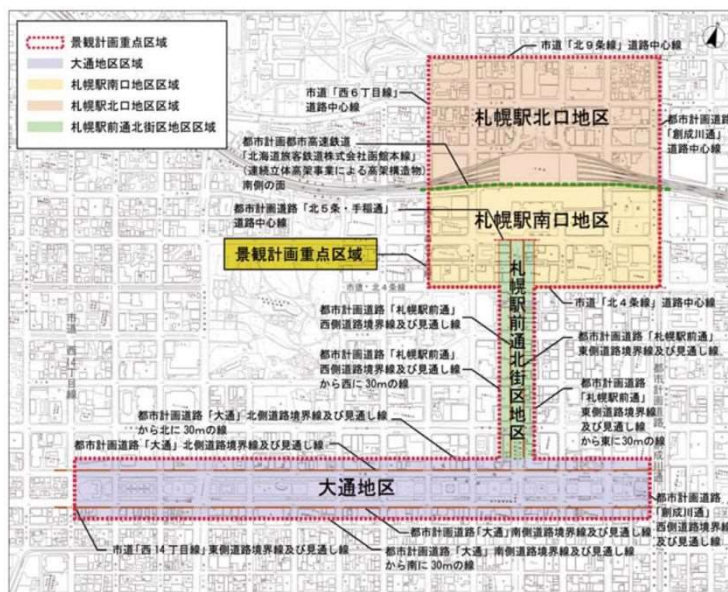 景観計画重点区域
大通地区区域
札幌駅南口地区区域
札幌駅北口地区区域
札幌駅前通北街区地区区域
市道「北9条線」道路中心線
市道「西6丁目線」
道路中心線
札幌駅北口地区
都市計画道路
「創成川通」
道路中心線
都市計画都市高速鉄道
「北海道旅客鉄道株式会社函館本線」
(連続立体高架事業による高架構造物)
南側の面
都市計画道路「北5条・手稲通」
道路中心線
札幌駅南口地区
景観計画重点区域
市道・北4条線
市道「北4条線」道路中心線
札幌駅前通北街区地区
都市計画道路「札幌駅前通」
西側道路境界線及び見通し線
都市計画道路「札幌駅前通」
東側道路境界線及び見通し線
都市計画道路「札幌駅前通」
西側道路境界線及び見通し線
から西に30mの線
都市計画道路
「札幌駅前通」
東側道路境界線
及び見通し線
から東に30mの線
都市計画道路「大通」北側道路境界線及び見通し線
から北に30mの線
都市計画道路「大通」北側道路境界線及び見通し線
大通地区
都市計画道路
「創成川通」
西側道路境界線
及び見通し線
都市計画道路「大通」南側道路境界線及び見通し線
市道「西14丁目線」東側道路境界線及び見通し線
都市計画道路「大通」南側道路境界線及び見通し線
から南に30mの線